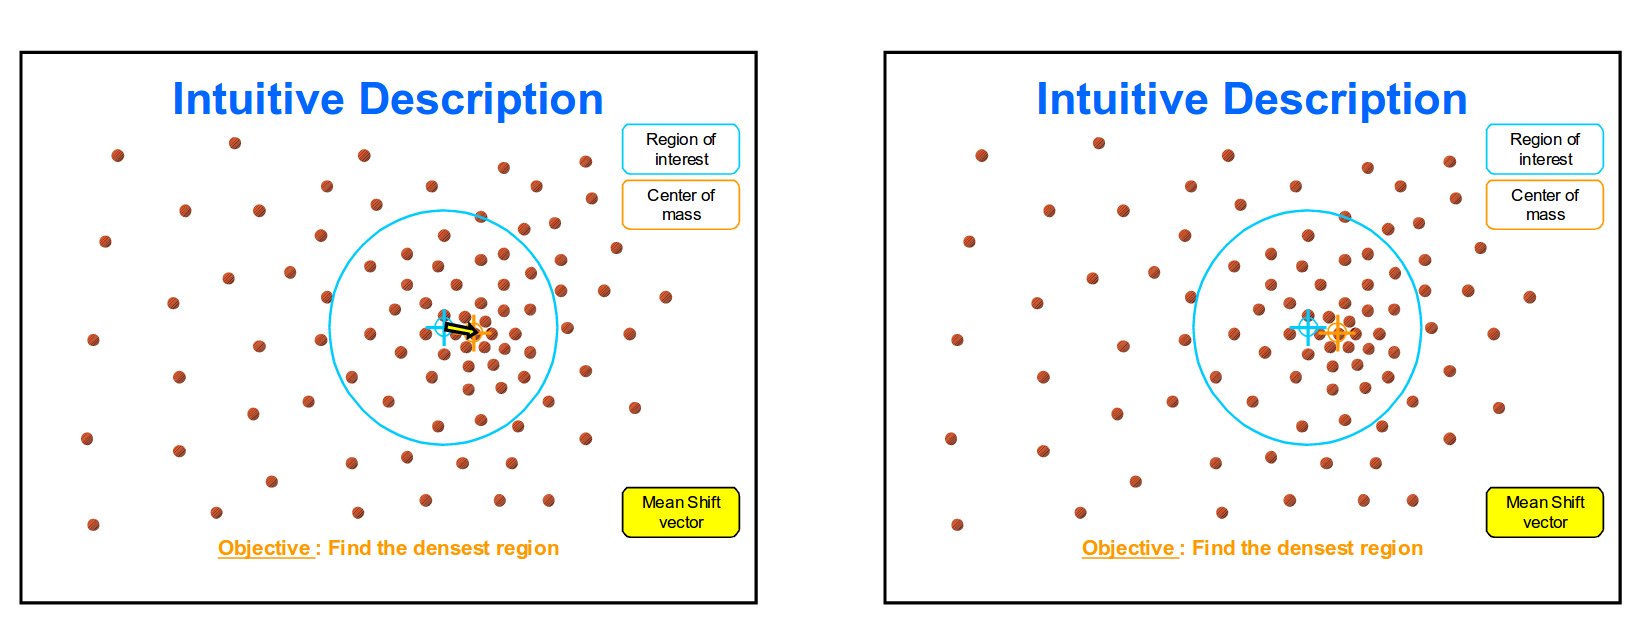 Intuitive Description
Region of
interest
Center of
mass
Mean Shift
vector
Objective : Find the densest region
Intuitive Description
Region of
interest
Center of
mass
Mean Shift
vector
Objective : Find the densest region